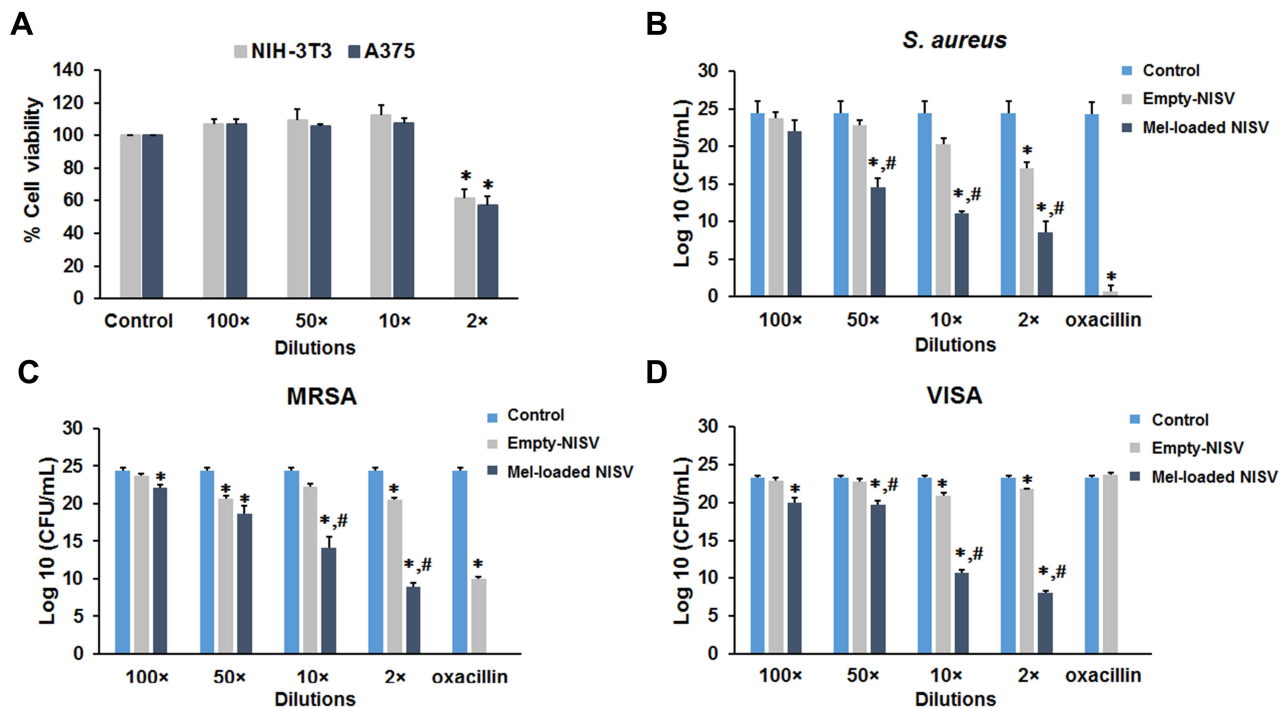 A
NIH-3T3 A375
140
120
100
80
60
40
20
0
% Cell viability
* *
Control 100× 50× 10× 2×
Dilutions
B
S. aureus
Control
Empty-NISV
Mel-loaded NISV
30
25
20
15
10
5
0
Log 10 (CFU/mL)
*,# *,# * *,# *
100× 50× 10× 2× oxacillin
Dilutions
C
MRSA
Control
Empty-NISV
Mel-loaded NISV
30
25
20
15
10
5
0
Log 10 (CFU/mL)
* * * *,# * *,# *
100× 50× 10× 2× oxacillin
Dilutions
D
VISA
Control
Empty-NISV
Mel-loaded NISV
30
25
20
15
10
5
0
Log 10 (CFU/mL)
* *,# * *,# * *,#
100× 50× 10× 2× oxacillin
Dilutions